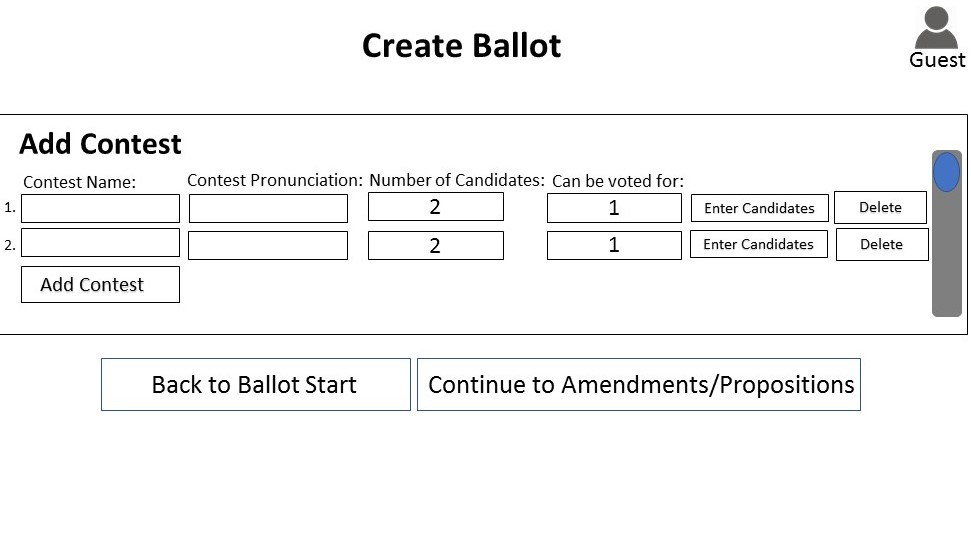 Create Ballot
Guest
Add Contest
Contest Name: Contest Pronunciation: Number of Candidates: Can be voted for:
1. 2 1 Enter Candidates Delete
2. 2 1 Enter Candidates Delete
Add Contest
Back to Ballot Start Continue to Amendments/Propositions